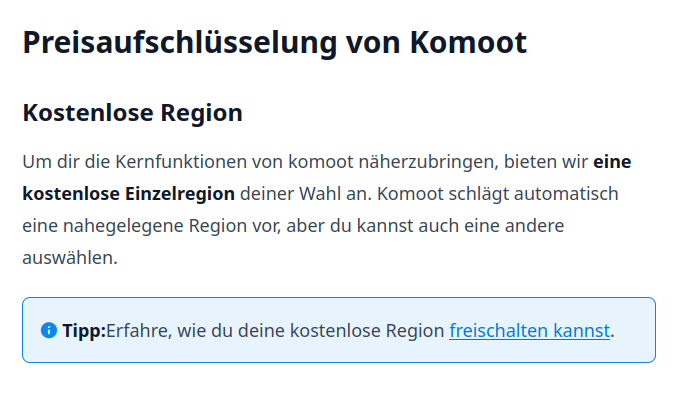 Preisaufschlüsselung von Komoot
Kostenlose Region
Um dir die Kernfunktionen von komoot näherzubringen, bieten wir eine
kostenlose Einzelregion deiner Wahl an. Komoot schlägt automatisch
eine nahegelegene Region vor, aber du kannst auch eine andere
auswählen.
Tipp:Erfahre, wie du deine kostenlose Region freischalten kannst.